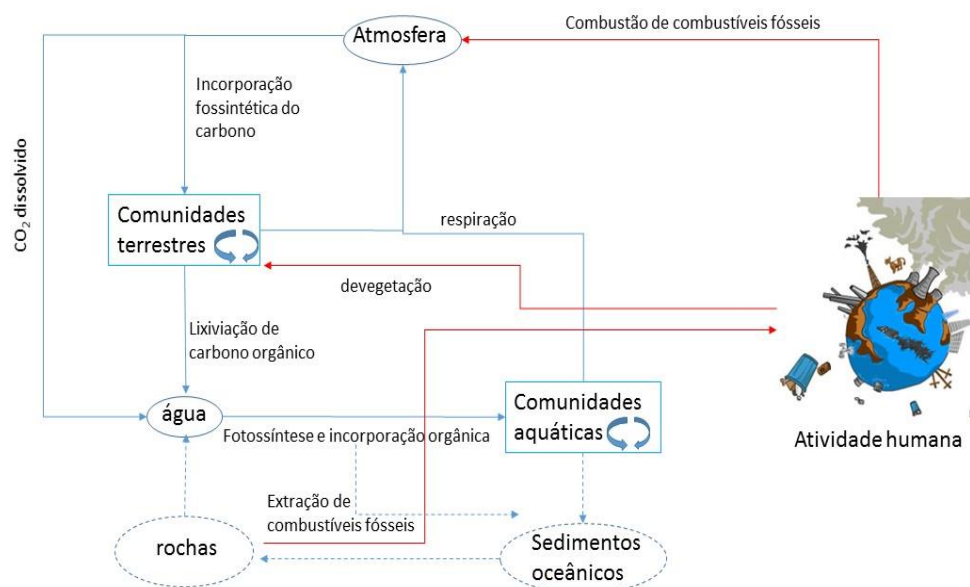 Combustão de combustíveis fósseis
Atmosfera
Incorporação
fossintética do
carbono
CO₂ dissolvido
Comunidades
terrestres
respiração
devegetação
Lixiviação de
carbono orgânico
água
Fotossíntese e incorporação orgânica
Comunidades
aquáticas
Atividade humana
Extração de
combustíveis fósseis
rochas
Sedimentos
oceânicos